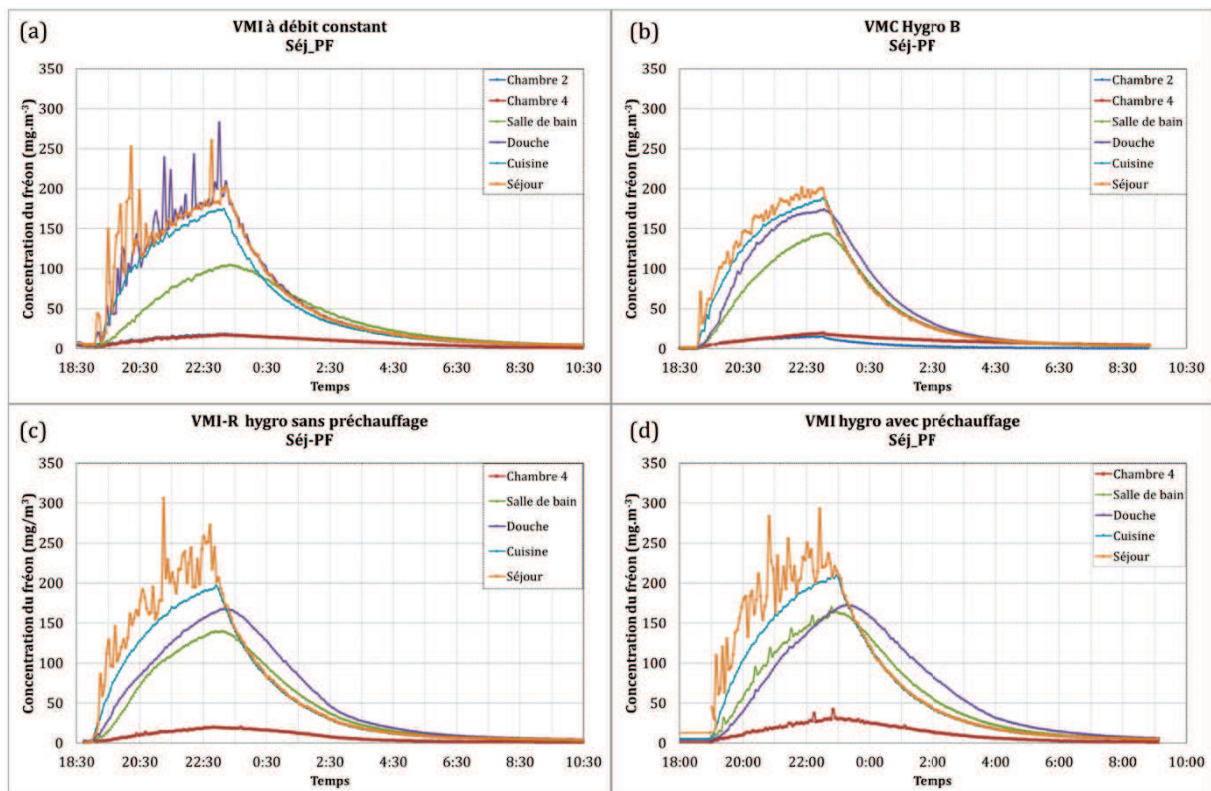 (a)
VMI à débit constant
Séj_PF
Concentration du fréon (mg.m-3)
350
300
250
200
150
100
50
0
Chambre 2
Chambre 4
Salle de bain
Douche
Cuisine
Séjour
18:30 20:30 22:30 0:30 2:30 4:30 6:30 8:30 10:30
Temps
(b)
VMC Hygro B
Séj-PF
Concentration du fréon (mg.m-3)
350
300
250
200
150
100
50
0
Chambre 2
Chambre 4
Salle de bain
Douche
Cuisine
Séjour
18:30 20:30 22:30 0:30 2:30 4:30 6:30 8:30 10:30
Temps
(c)
VMI-R hygro sans préchauffage
Séj-PF
Concentration du fréon (mg/m³)
350
300
250
200
150
100
50
0
Chambre 4
Salle de bain
Douche
Cuisine
Séjour
18:30 20:30 22:30 0:30 2:30 4:30 6:30 8:30 10:30
Temps
(d)
VMI hygro avec préchauffage
Séj_PF
Concentration du fréon (mg.m-3)
350
300
250
200
150
100
50
0
Chambre 4
Salle de bain
Douche
Cuisine
Séjour
18:00 20:00 22:00 0:00 2:00 4:00 6:00 8:00 10:00
Temps